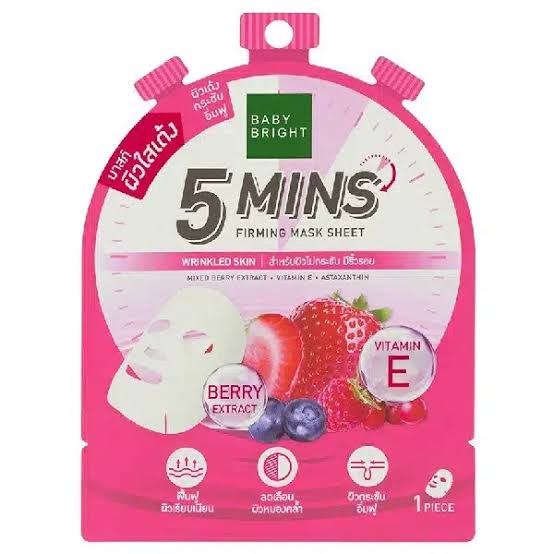 BABY
BRIGHT
มาสก์
ผิวใสเด้ง
ผิวเด้ง
กระชับ
อิ่มฟู
5 MINS
FIRMING MASK SHEET
WRINKLED SKIN | สำหรับผิวไม่กระชับ มีริ้วรอย
MIXED BERRY EXTRACT • VITAMIN E • ASTAXANTHIN
BERRY
EXTRACT
VITAMIN
E
ฟื้นฟู
ผิวเรียบเนียน
ลดเลือน
ผิวหมองคล้ำ
ผิวกระชับ
อิ่มฟู
1 PIECE